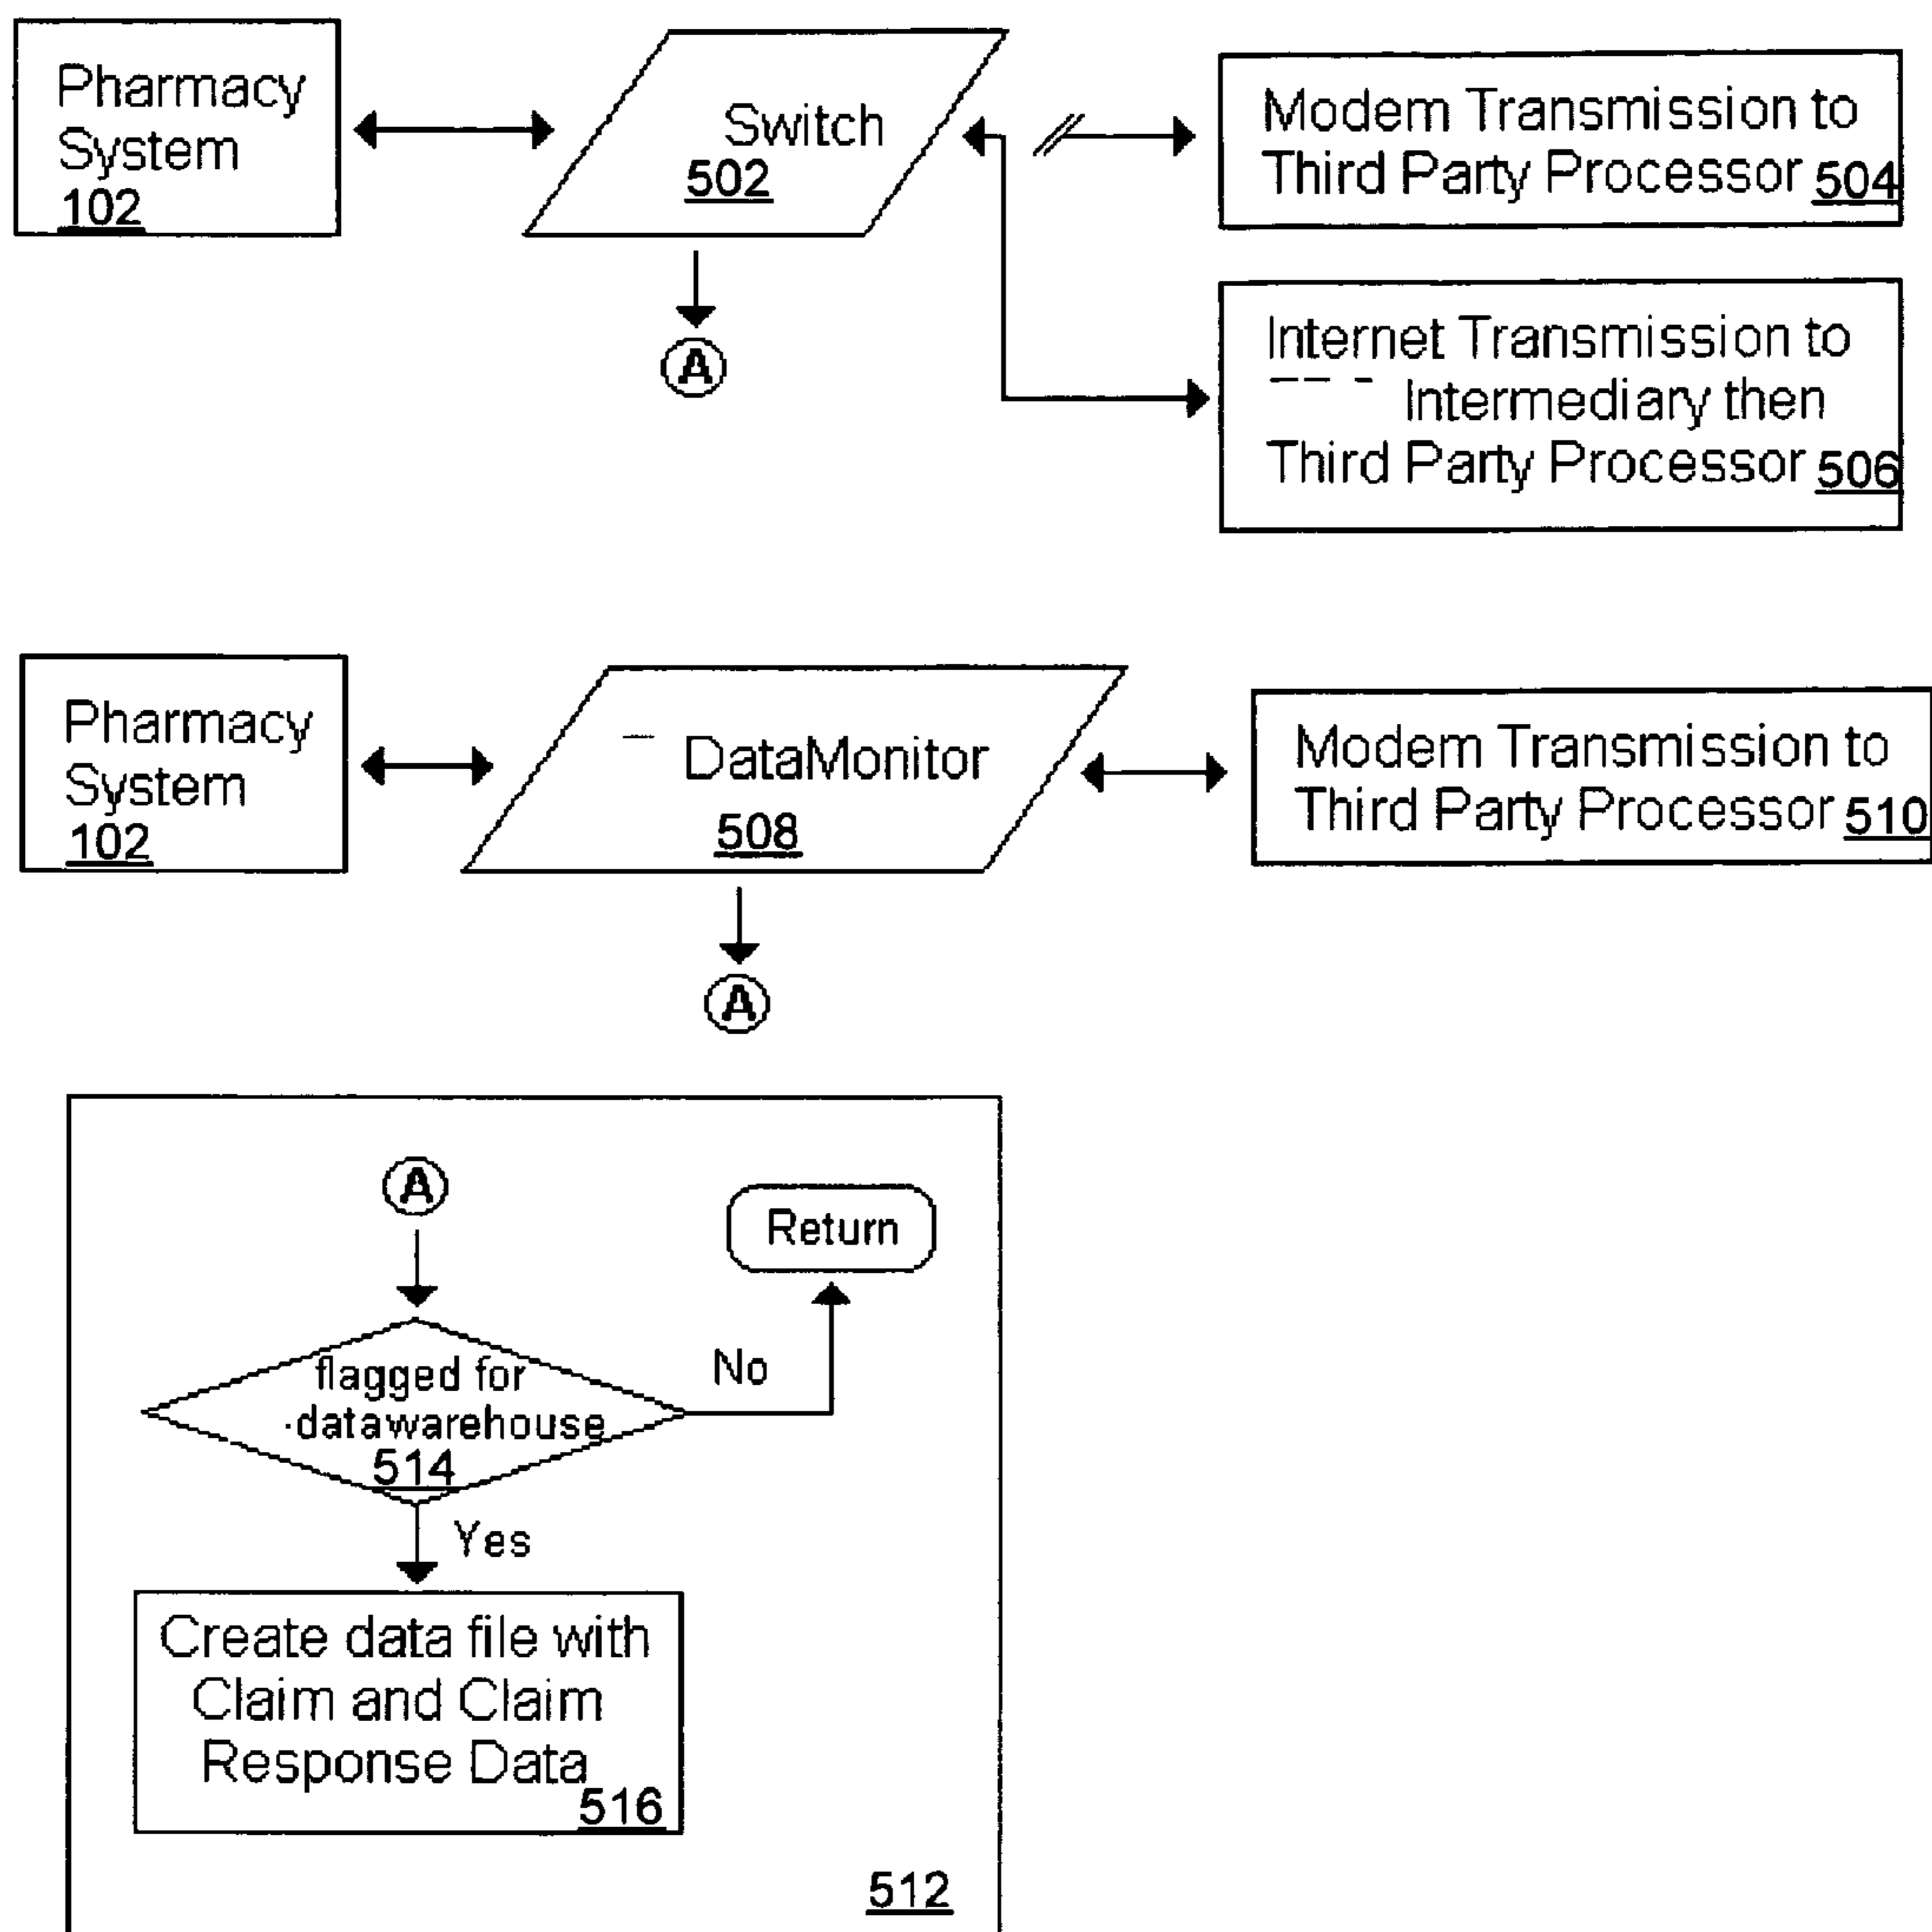 Pharmacy
System
102
Switch
502
Modem Transmission to
Third Party Processor 504
A
Internet Transmission to
Intermediary then
Third Party Processor 506
Pharmacy
System
102
DataMonitor
508
Modem Transmission to
Third Party Processor 510
A
A
Return
flagged for
datawarehouse
514
No
Yes
Create data file with
Claim and Claim
Response Data
516
512